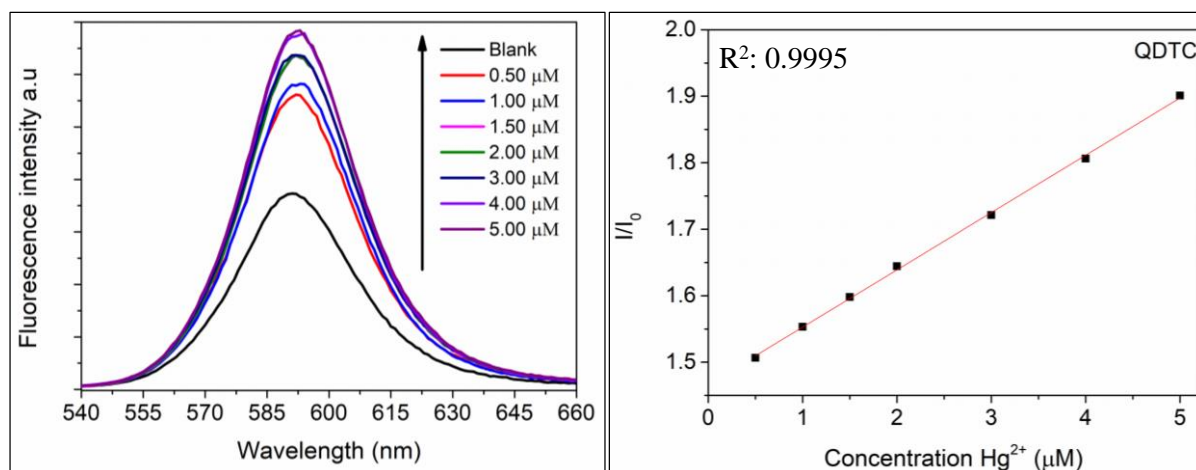 Fluorescence intensity a.u
Blank
0.50 μM
1.00 μM
1.50 μM
2.00 μM
3.00 μM
4.00 μM
5.00 μM
540 555 570 585 600 615 630 645 660
Wavelength (nm)
R²: 0.9995
QDTC
I/I₀
2.0
1.9
1.8
1.7
1.6
1.5
0 1 2 3 4 5
Concentration Hg²⁺ (μM)